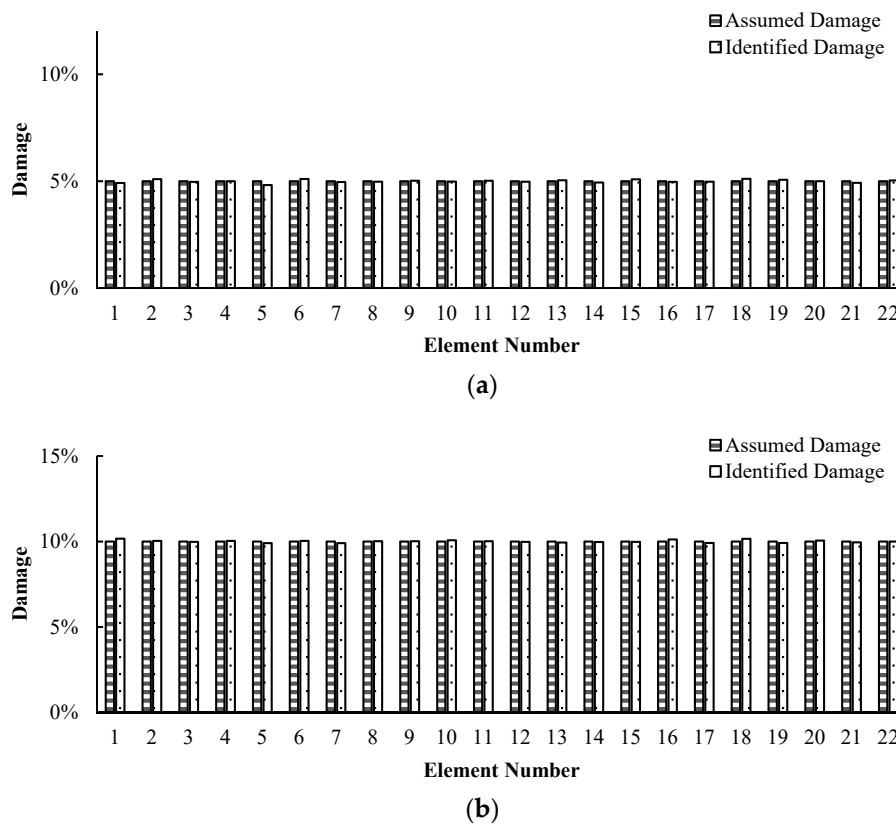 Assumed Damage
Identified Damage
10%
5%
0%
Damage
1 2 3 4 5 6 7 8 9 10 11 12 13 14 15 16 17 18 19 20 21 22
Element Number
(a)
Assumed Damage
Identified Damage
15%
10%
5%
0%
Damage
1 2 3 4 5 6 7 8 9 10 11 12 13 14 15 16 17 18 19 20 21 22
Element Number
(b)